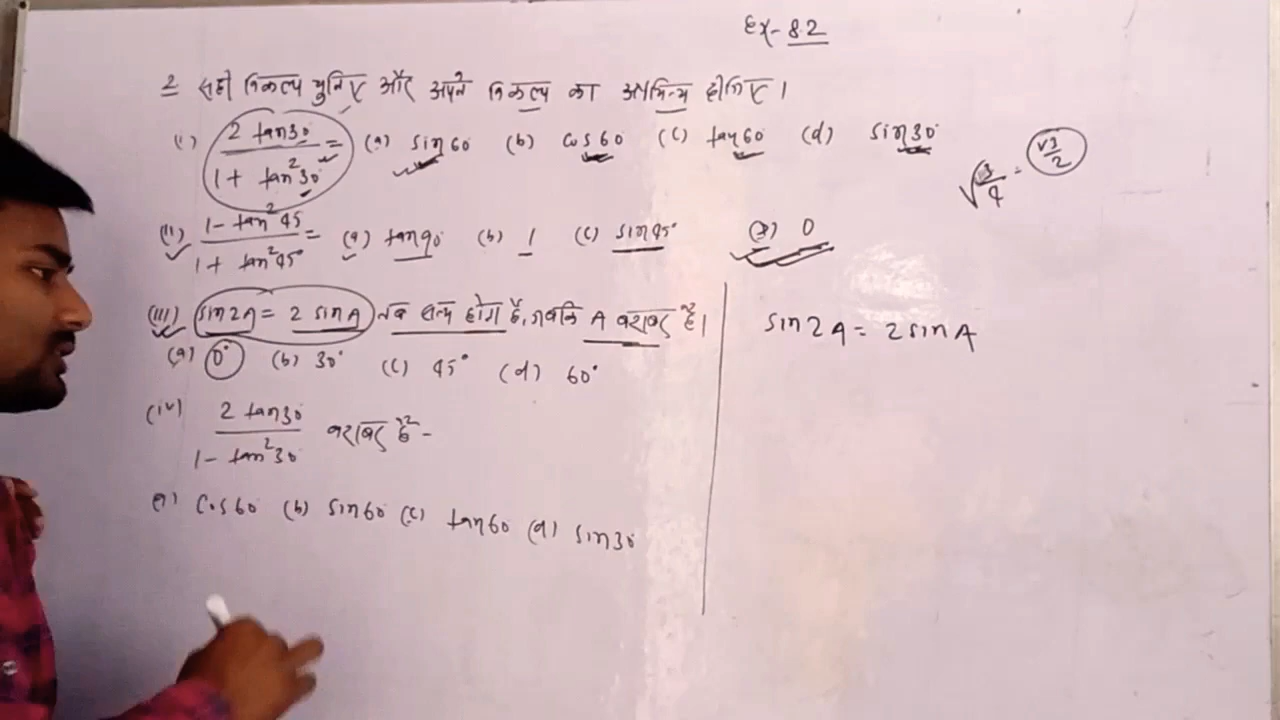 Ex- 8.2
2 सही विकल्प चुनिए और अपने विकल्प का औचित्य दीजिए।
(i) 2 tan30 / 1 + tan²30° = (a) sin60 (b) cos60 (c) tan60 (d) sin30°
√3/4 = √3/2
(ii) 1 - tan²45 / 1 + tan²45° = (a) tan90 (b) 1 (c) sin45° (d) 0
(iii) sin2A = 2 sinA तब सत्य होगा है, जबकि A बराबर है।
(a) 0° (b) 30° (c) 45° (d) 60°
sin2A = 2sinA
(iv) 2 tan30 / 1 - tan²30 बराबर है -
(a) cos60 (b) sin60 (c) tan60 (d) sin30